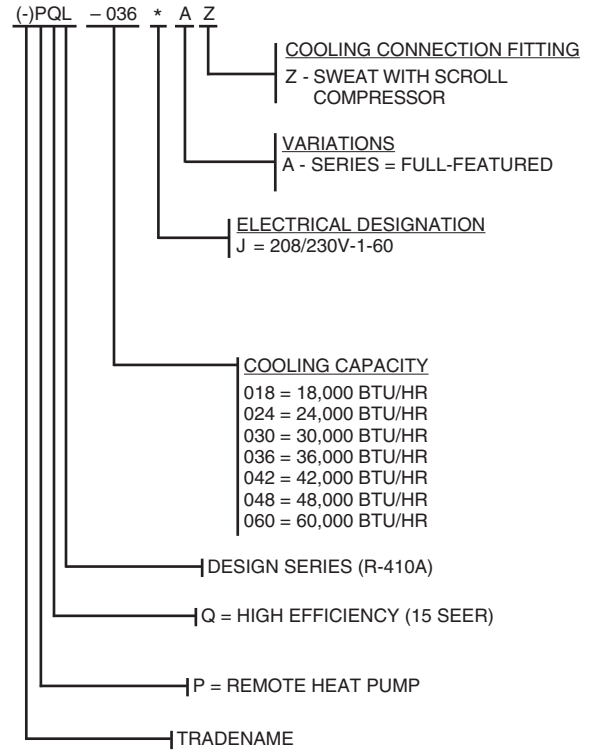 (-)PQL – 036 * A Z
COOLING CONNECTION FITTING
Z - SWEAT WITH SCROLL
COMPRESSOR
VARIATIONS
A - SERIES = FULL-FEATURED
ELECTRICAL DESIGNATION
J = 208/230V-1-60
COOLING CAPACITY
018 = 18,000 BTU/HR
024 = 24,000 BTU/HR
030 = 30,000 BTU/HR
036 = 36,000 BTU/HR
042 = 42,000 BTU/HR
048 = 48,000 BTU/HR
060 = 60,000 BTU/HR
DESIGN SERIES (R-410A)
Q = HIGH EFFICIENCY (15 SEER)
P = REMOTE HEAT PUMP
TRADENAME